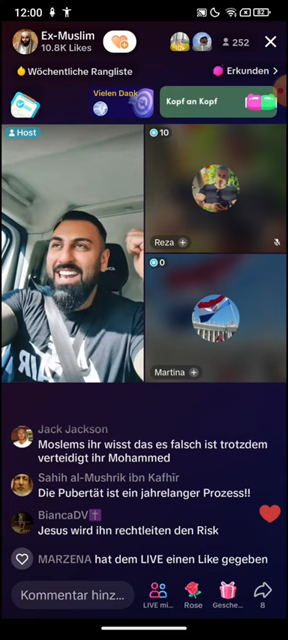 12:00
82
Ex-Muslim
10.8K Likes
252
Wöchentliche Rangliste
Erkunden >
Vielen Dank
Kopf an Kopf
Host
10
Reza
0
Martina
Jack Jackson
Moslems ihr wisst das es falsch ist trotzdem
verteidigt ihr Mohammed
Sahih al-Mushrik ibn Kafhīr
Die Pubertät ist ein jahrelanger Prozess!!
BiancaDV
Jesus wird ihn rechtleiten den Risk
MARZENA hat dem LIVE einen Like gegeben
Kommentar hinz...
LIVE mi...
Rose
Gesche...
8